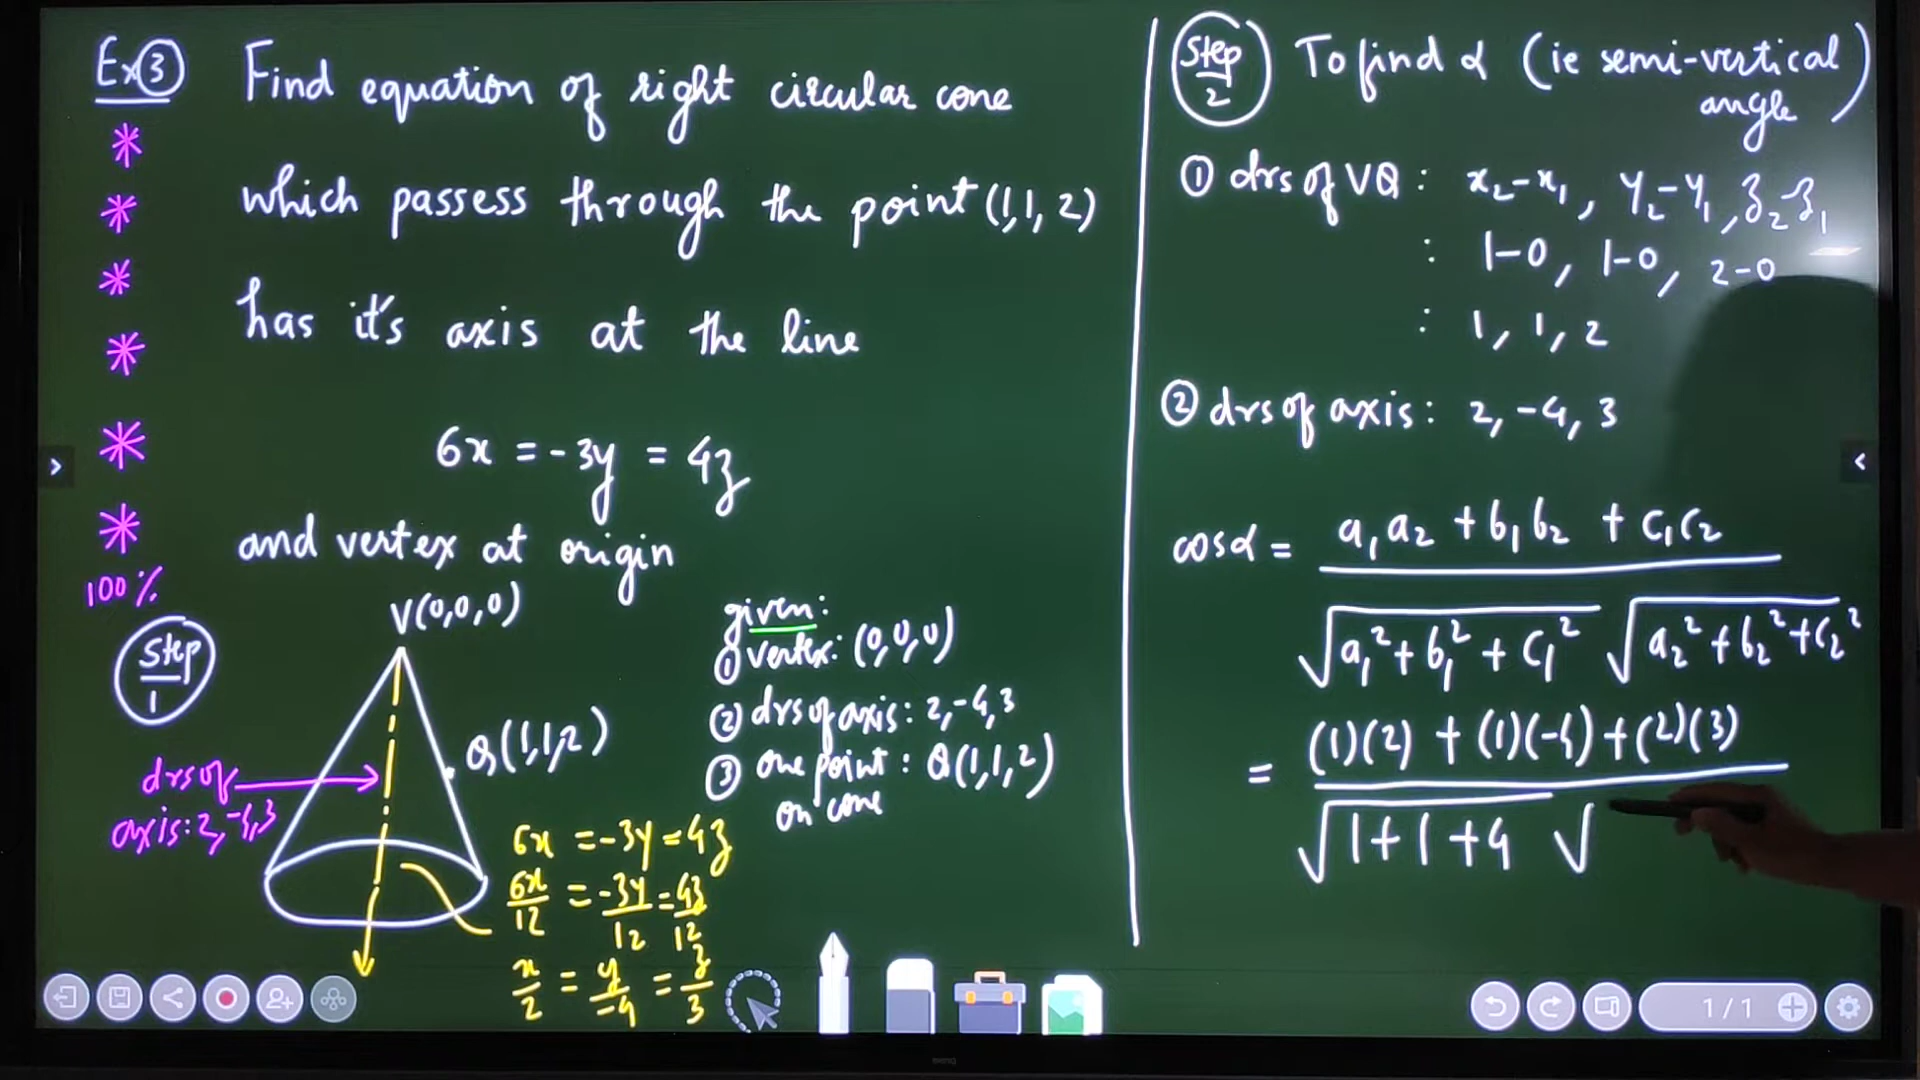 Ex③ Find equation of right circular cone
which passess through the point (1,1,2)
has it's axis at the line
6x = -3y = 4z
and vertex at origin
100%
Step 1
V(0,0,0)
Q(1,1,2)
drs of
axis: 2,-4,3
given:
① vertex: (0,0,0)
② drs of axis: 2,-4,3
③ one point: Q(1,1,2)
on cone
6x = -3y = 4z
6x/12 = -3y/12 = 4z/12
x/2 = y/-4 = z/3
Step 2 To find α (ie semi-vertical
angle)
① drs of VQ: x₂-x₁, y₂-y₁, z₂-z₁
: 1-0, 1-0, 2-0
: 1, 1, 2
② drs of axis: 2, -4, 3
cosα = a₁a₂ + b₁b₂ + c₁c₂
√a₁²+b₁²+c₁² √a₂²+b₂²+c₂²
= (1)(2) + (1)(-4) + (2)(3)
√1+1+4 √
1/1